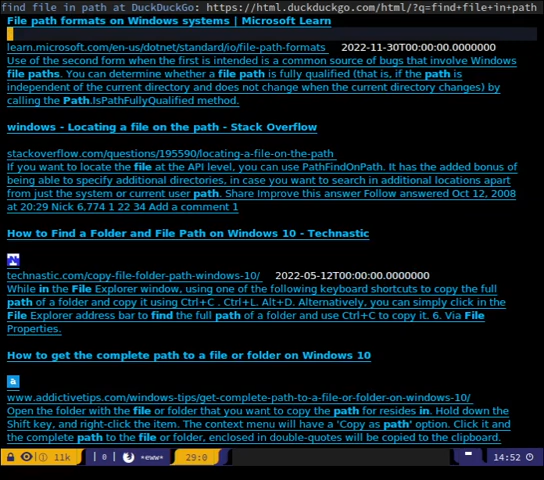 find file in path at DuckDuckGo: https://html.duckduckgo.com/html/?q=find+file+in+path
File path formats on Windows systems | Microsoft Learn
learn.microsoft.com/en-us/dotnet/standard/io/file-path-formats 2022-11-30T00:00:00.0000000
Use of the second form when the first is intended is a common source of bugs that involve Windows
file paths. You can determine whether a file path is fully qualified (that is, if the path is
independent of the current directory and does not change when the current directory changes) by
calling the Path.IsPathFullyQualified method.
windows - Locating a file on the path - Stack Overflow
stackoverflow.com/questions/195590/locating-a-file-on-the-path
If you want to locate the file at the API level, you can use PathFindOnPath. It has the added bonus of
being able to specify additional directories, in case you want to search in additional locations apart
from just the system or current user path. Share Improve this answer Follow answered Oct 12, 2008
at 20:29 Nick 6,774 1 22 34 Add a comment 1
How to Find a Folder and File Path on Windows 10 - Technastic
technastic.com/copy-file-folder-path-windows-10/ 2022-05-12T00:00:00.0000000
While in the File Explorer window, using one of the following keyboard shortcuts to copy the full
path of a folder and copy it using Ctrl+C . Ctrl+L. Alt+D. Alternatively, you can simply click in the
File Explorer address bar to find the full path of a folder and use Ctrl+C to copy it. 6. Via File
Properties.
How to get the complete path to a file or folder on Windows 10
a
www.addictivetips.com/windows-tips/get-complete-path-to-a-file-or-folder-on-windows-10/
Open the folder with the file or folder that you want to copy the path for resides in. Hold down the
Shift key, and right-click the item. The context menu will have a 'Copy as path' option. Click it and
the complete path to the file or folder, enclosed in double-quotes will be copied to the clipboard.
11k | 0 | *eww* 29:0 14:52